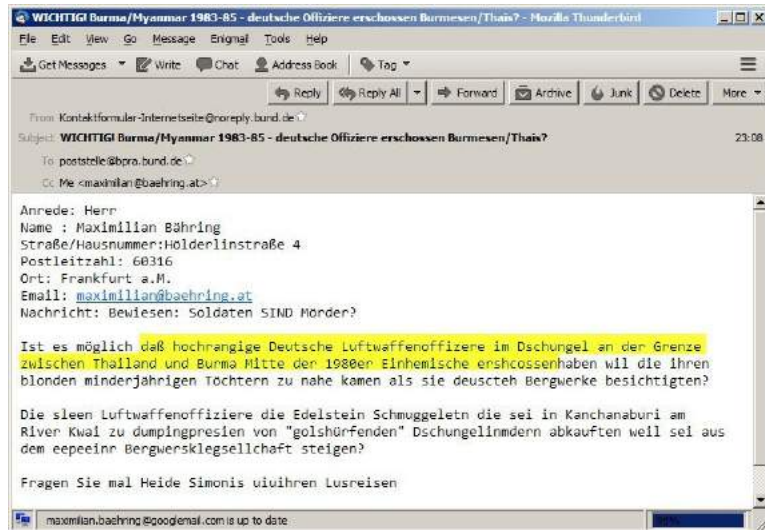 WICHTIG! Burma/Myanmar 1983-85 - deutsche Offiziere erschossen Burmesen/Thais? - Mozilla Thunderbird
File Edit View Go Message Enigmail Tools Help
Get Messages Write Chat Address Book Tag
Reply Reply All Forward Archive Junk Delete More
From Kontaktformular-Internetseite@noreply.bund.de
Subject WICHTIG! Burma/Myanmar 1983-85 - deutsche Offiziere erschossen Burmesen/Thais? 23:08
To poststelle@bpra.bund.de
Cc Me <maximilian@baehring.at>
Anrede: Herr
Name : Maximilian Bähring
Straße/Hausnummer:Hölderlinstraße 4
Postleitzahl: 60316
Ort: Frankfurt a.M.
Email: maximilian@baehring.at
Nachricht: Bewiesen: Soldaten SIND Mörder?
Ist es möglich daß hochrangige Deutsche Luftwaffenoffizere im Dschungel an der Grenze
zwischen Thailand und Burma Mitte der 1980er Einhemische ershcossenhaben wil die ihren
blonden minderjährigen Töchtern zu nahe kamen als sie deuscteh Bergwerke besichtigten?
Die sleen Luftwaffenoffiziere die Edelstein Schmuggeletn die sei in Kanchanaburi am
River Kwai zu dumpingpresien von "golshürfenden" Dschungelinmdern abkauften weil sei aus
dem eepeeinr Bergwersklegsellchaft steigen?
Fragen Sie mal Heide Simonis uiuihren Lusreisen
maximilian.baehring@googlemail.com is up to date